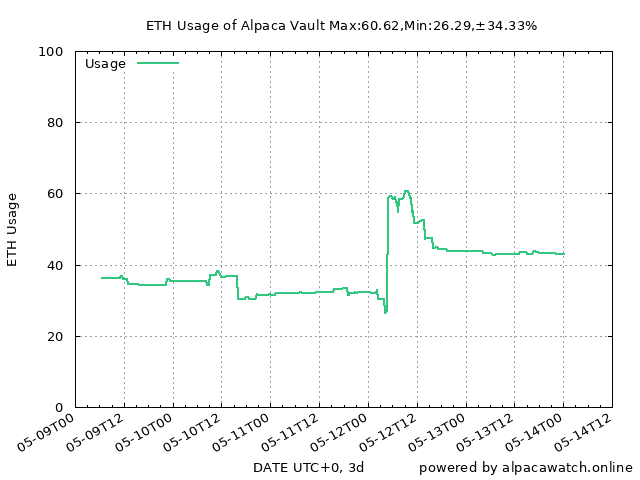 ETH Usage of Alpaca Vault Max:60.62,Min:26.29,±34.33%
Usage
100
80
60
40
20
0
ETH Usage
05-09T00
05-09T12
05-10T00
05-10T12
05-11T00
05-11T12
05-12T00
05-12T12
05-13T00
05-13T12
05-14T00
05-14T12
DATE UTC+0, 3d
powered by alpacawatch.online